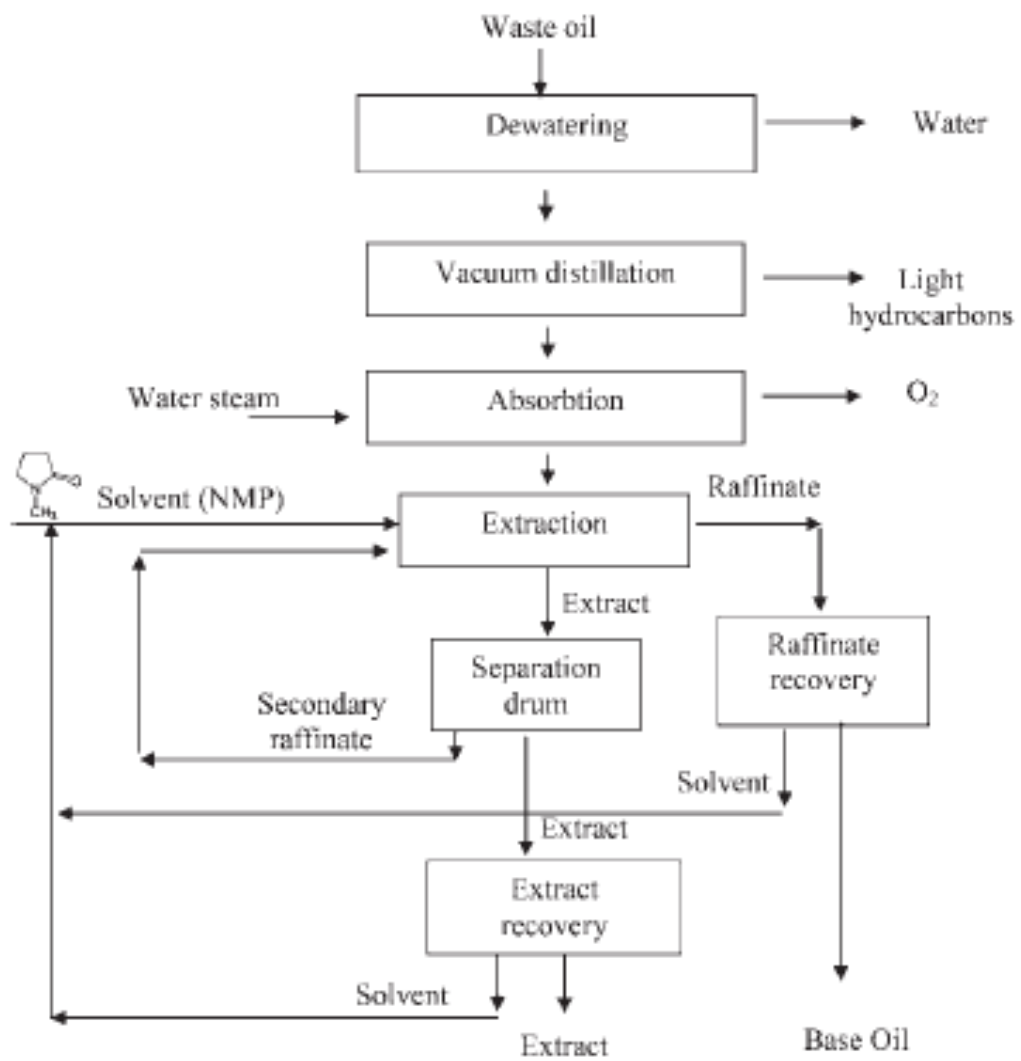 Waste oil
Dewatering
Water
Vacuum distillation
Light
hydrocarbons
Water steam
Absorbtion
O₂
N
CH₃
Solvent (NMP)
Extraction
Raffinate
Extract
Separation
drum
Raffinate
recovery
Secondary
raffinate
Solvent
Extract
Extract
recovery
Solvent
Extract
Base Oil